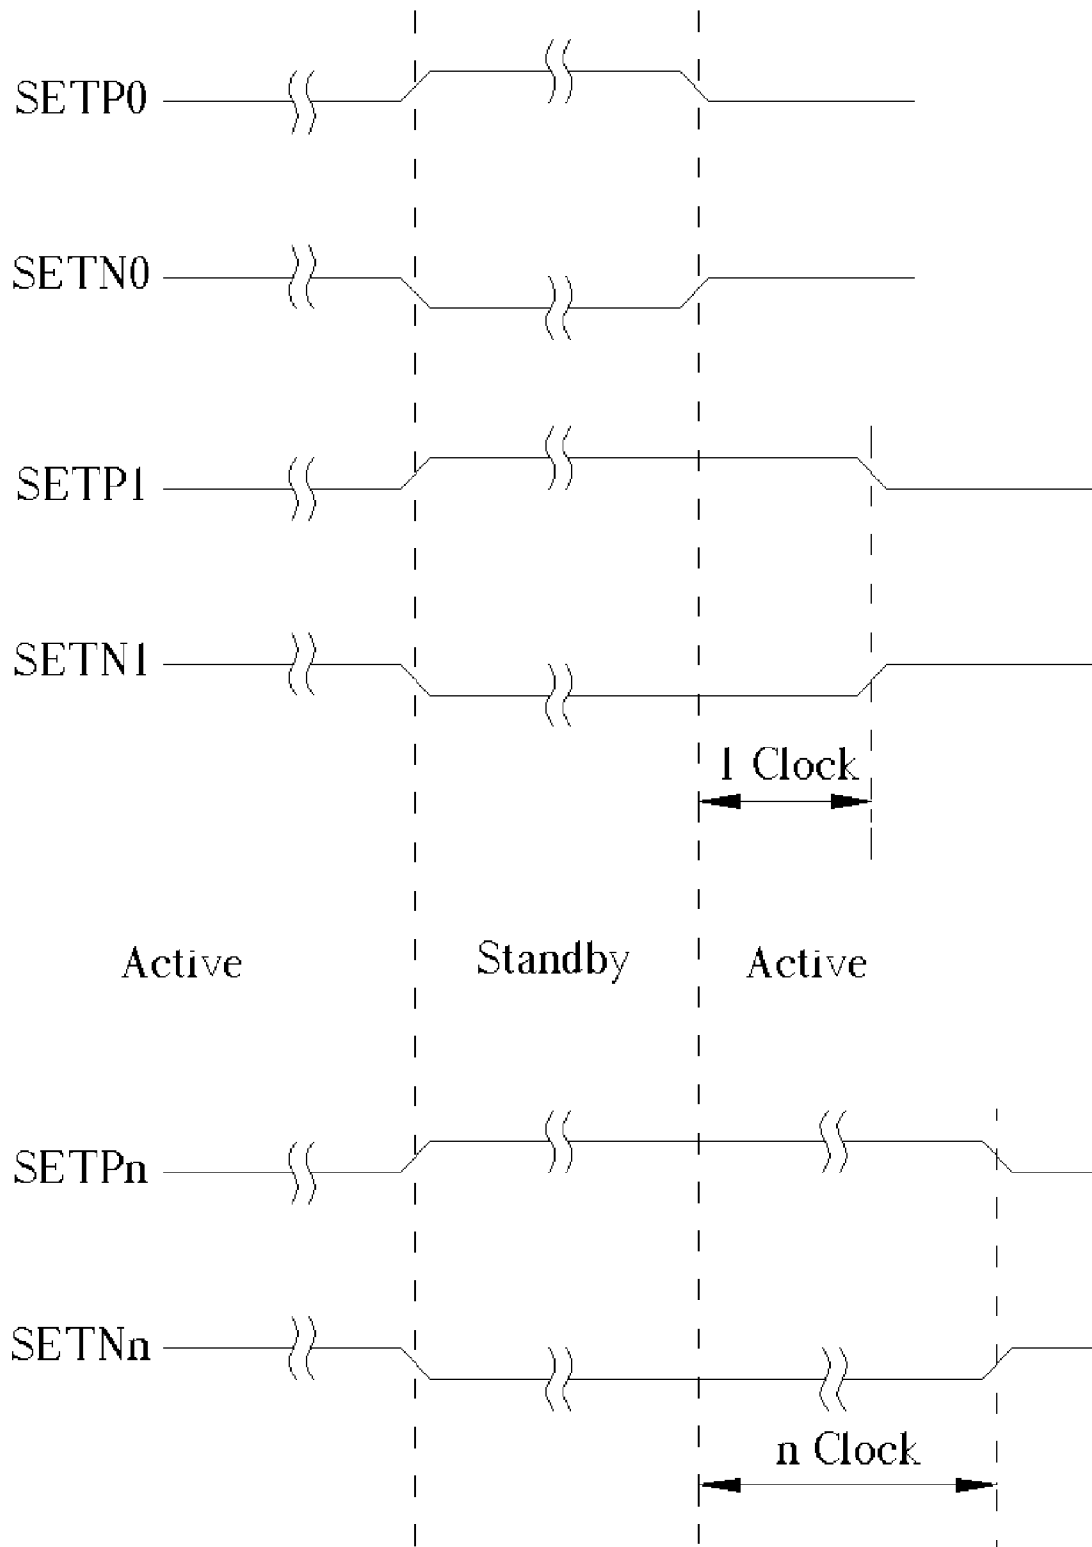 SETP0
SETN0
SETP1
SETN1
1 Clock
Active Standby Active
SETPn
SETNn
n Clock